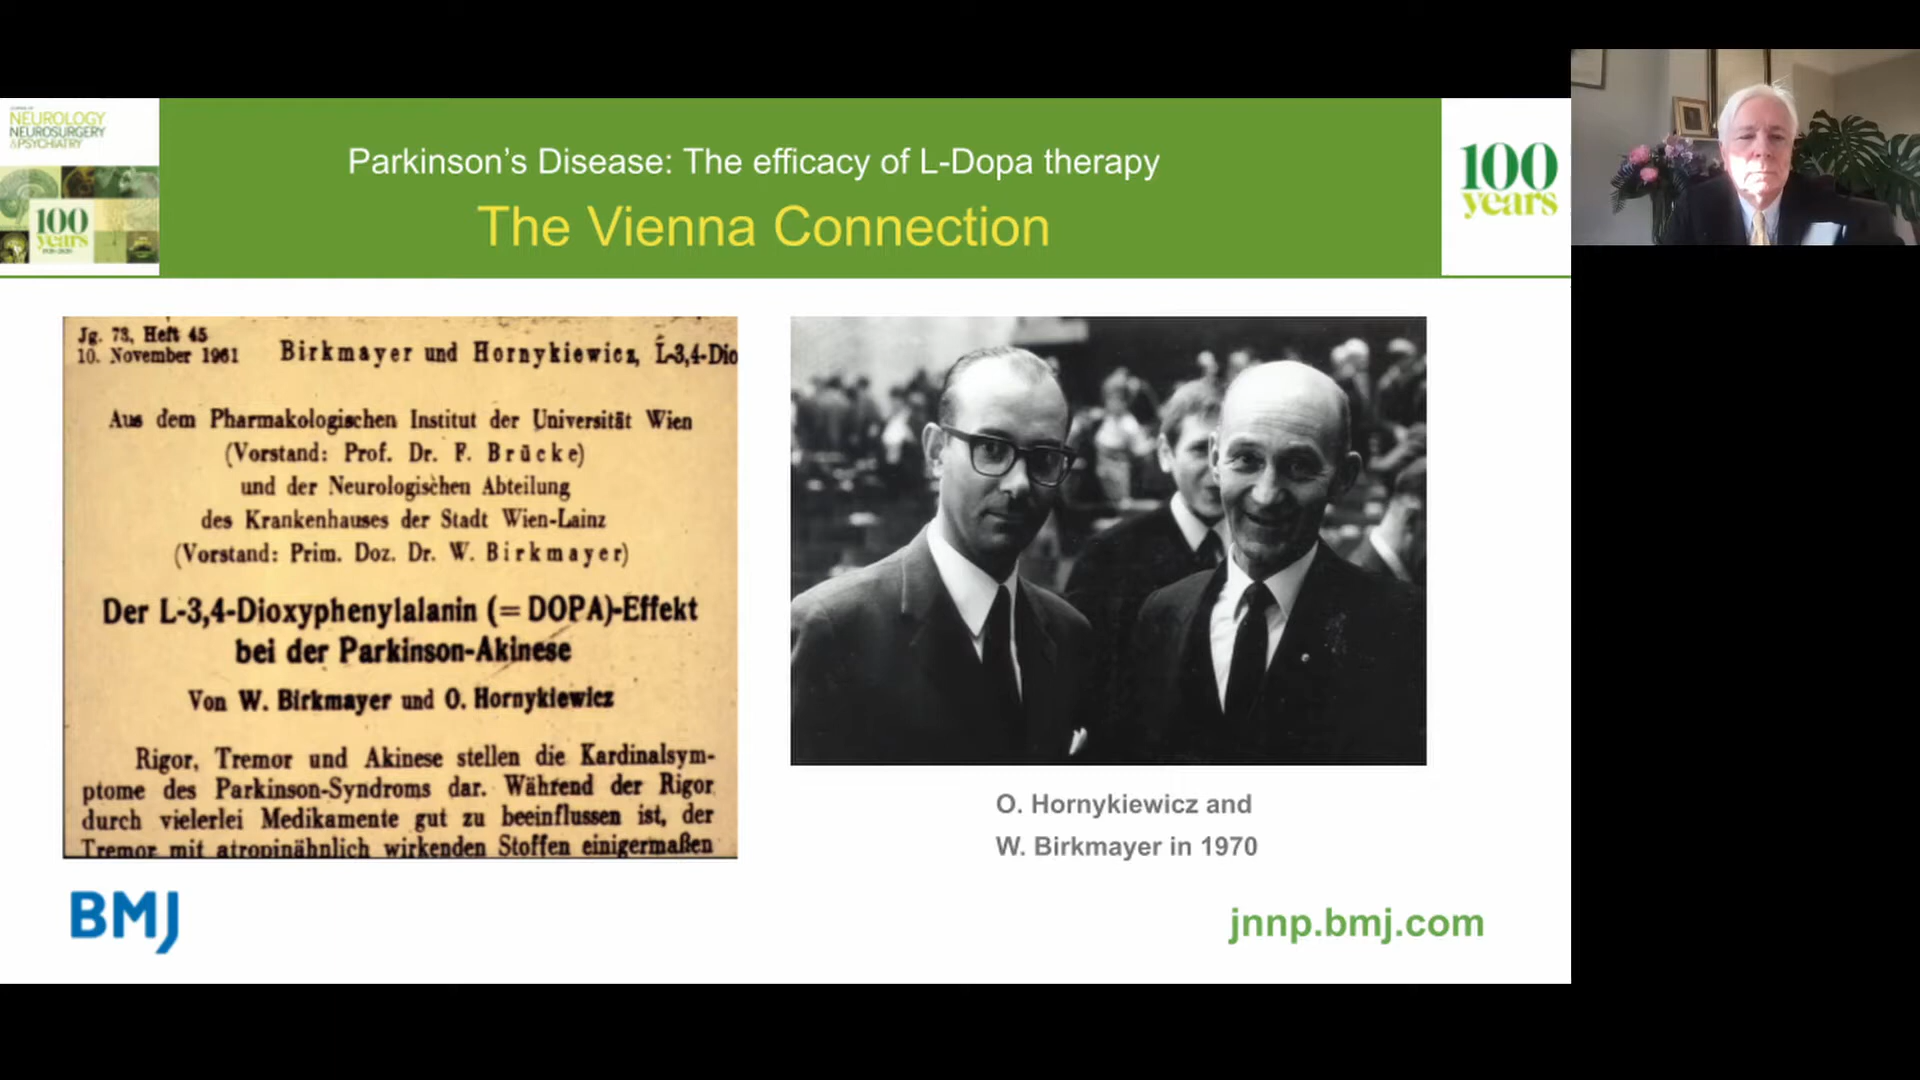 JOURNAL OF
NEUROLOGY
NEUROSURGERY
&PSYCHIATRY
100
years
1920-2020
Parkinson's Disease: The efficacy of L-Dopa therapy
The Vienna Connection
100
years
Jg. 73, Heft 45
10. November 1961
Birkmayer und Hornykiewicz, L-3,4-Dio
Aus dem Pharmakologischen Institut der Universität Wien
(Vorstand: Prof. Dr. F. Brücke)
und der Neurologischen Abteilung
des Krankenhauses der Stadt Wien-Lainz
(Vorstand: Prim. Doz. Dr. W. Birkmayer)
Der L-3,4-Dioxyphenylalanin (= DOPA)-Effekt
bei der Parkinson-Akinese
Von W. Birkmayer und O. Hornykiewicz
Rigor, Tremor und Akinese stellen die Kardinalsym-
ptome des Parkinson-Syndroms dar. Während der Rigor
durch vielerlei Medikamente gut zu beeinflussen ist, der
Tremor mit atropinähnlich wirkenden Stoffen einigermaßen
O. Hornykiewicz and
W. Birkmayer in 1970
BMJ
jnnp.bmj.com